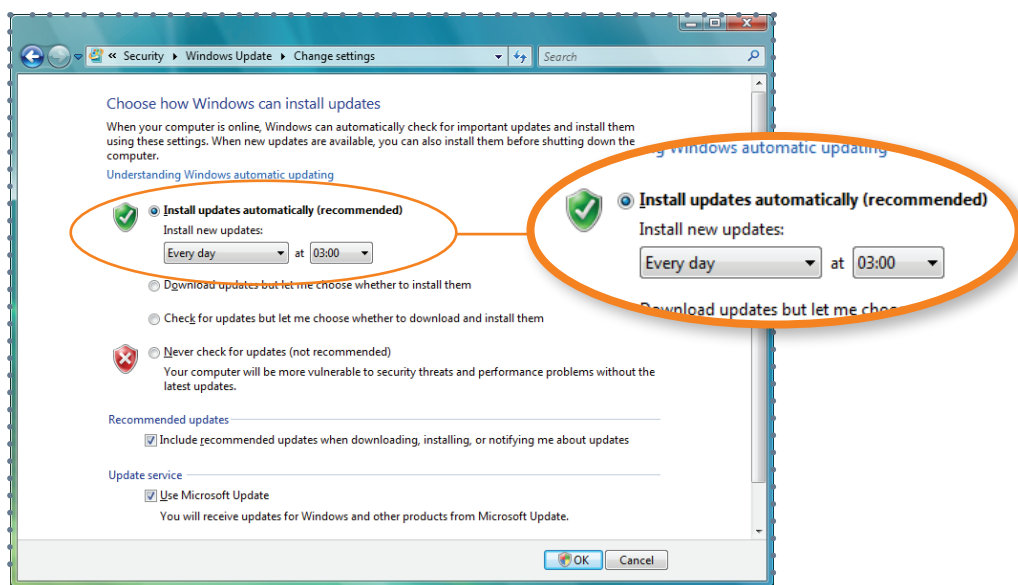 « Security ▸ Windows Update ▸ Change settings
Search
Choose how Windows can install updates
When your computer is online, Windows can automatically check for important updates and install them
using these settings. When new updates are available, you can also install them before shutting down the
computer.
Understanding Windows automatic updating
Install updates automatically (recommended)
Install new updates:
Every day at 03:00
Download updates but let me choose whether to install them
Check for updates but let me choose whether to download and install them
Never check for updates (not recommended)
Your computer will be more vulnerable to security threats and performance problems without the
latest updates.
Recommended updates
Include recommended updates when downloading, installing, or notifying me about updates
Update service
Use Microsoft Update
You will receive updates for Windows and other products from Microsoft Update.
OK Cancel
Windows automatic updating
Install updates automatically (recommended)
Install new updates:
Every day at 03:00
Download updates but let me